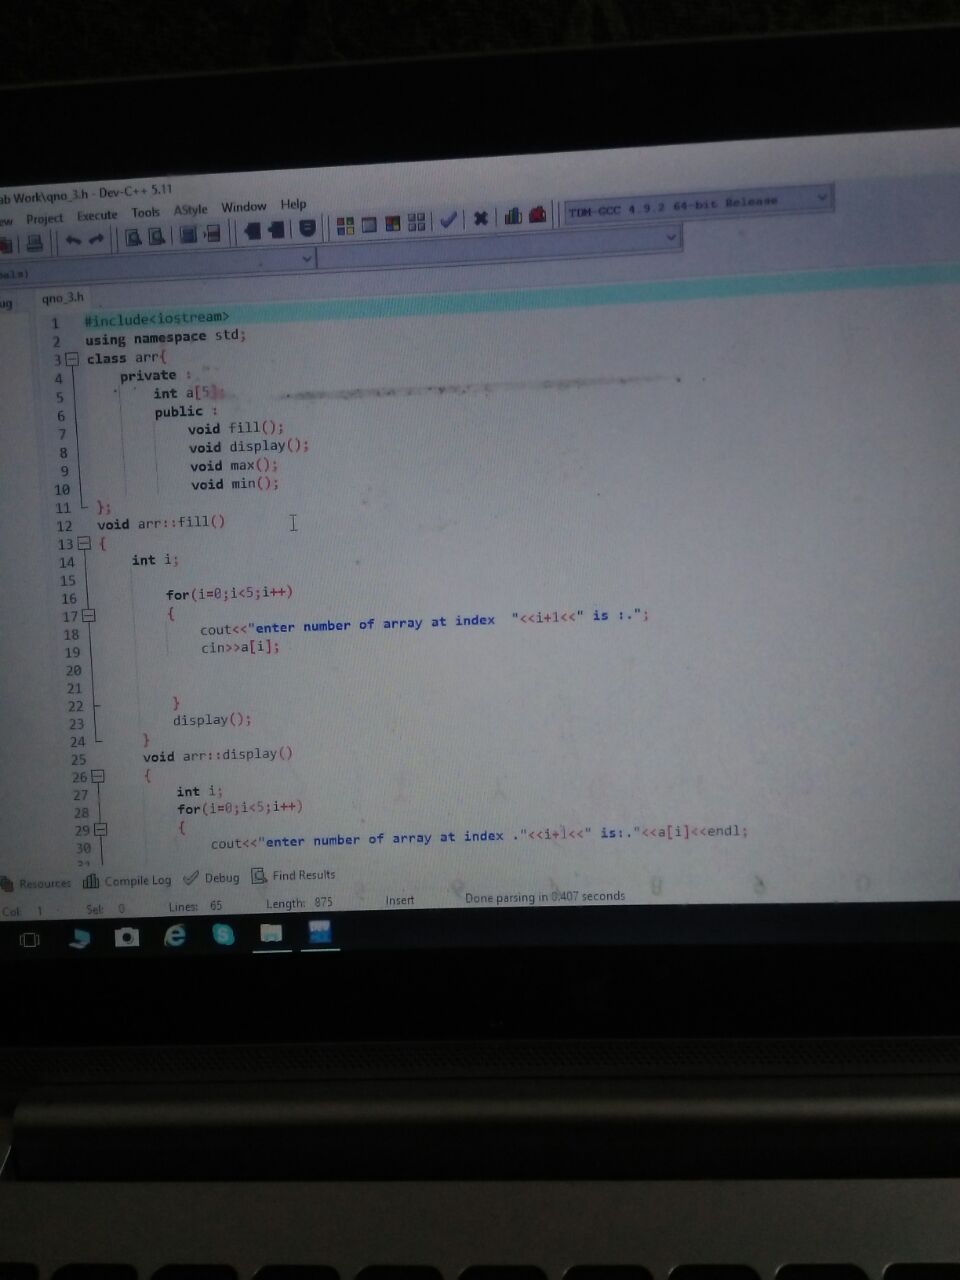 ab Work\qno_3.h - Dev-C++ 5.11
ew Project Execute Tools AStyle Window Help
TDM-GCC 4.9.2 64-bit Release
bals)
ug qno_3.h
1 #include<iostream>
2 using namespace std;
3 class arr{
4 private :
5 int a[5];
6 public :
7 void fill();
8 void display();
9 void max();
10 void min();
11 };
12 void arr::fill()
13 {
14 int i;
15
16 for(i=0;i<5;i++)
17 {
18 cout<<"enter number of array at index  "<<i+1<<" is :.";
19 cin>>a[i];
20
21
22 }
23 display();
24 }
25 void arr::display()
26 {
27 int i;
28 for(i=0;i<5;i++)
29 {
30 cout<<"enter number of array at index ."<<i+1<<" is:."<<a[i]<<endl;
31
Resources Compile Log Debug Find Results
Col: 1 Sel: 0 Lines: 65 Length: 875 Insert Done parsing in 0.407 seconds